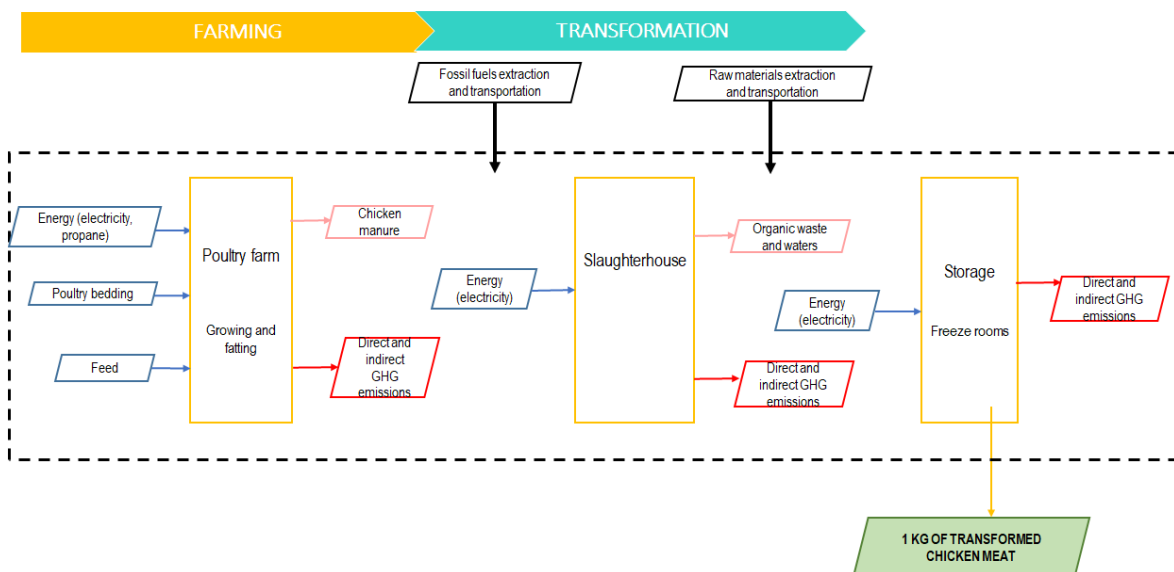 FARMING
TRANSFORMATION
Fossil fuels extraction
and transportation
Raw materials extraction
and transportation
Energy (electricity,
propane)
Poultry bedding
Feed
Poultry farm
Growing and
fatting
Chicken
manure
Direct and
indirect
GHG
emissions
Energy
(electricity)
Slaughterhouse
Organic waste
and waters
Direct and
indirect GHG
emissions
Energy
(electricity)
Storage
Freeze rooms
Direct and
indirect GHG
emissions
1 KG OF TRANSFORMED
CHICKEN MEAT